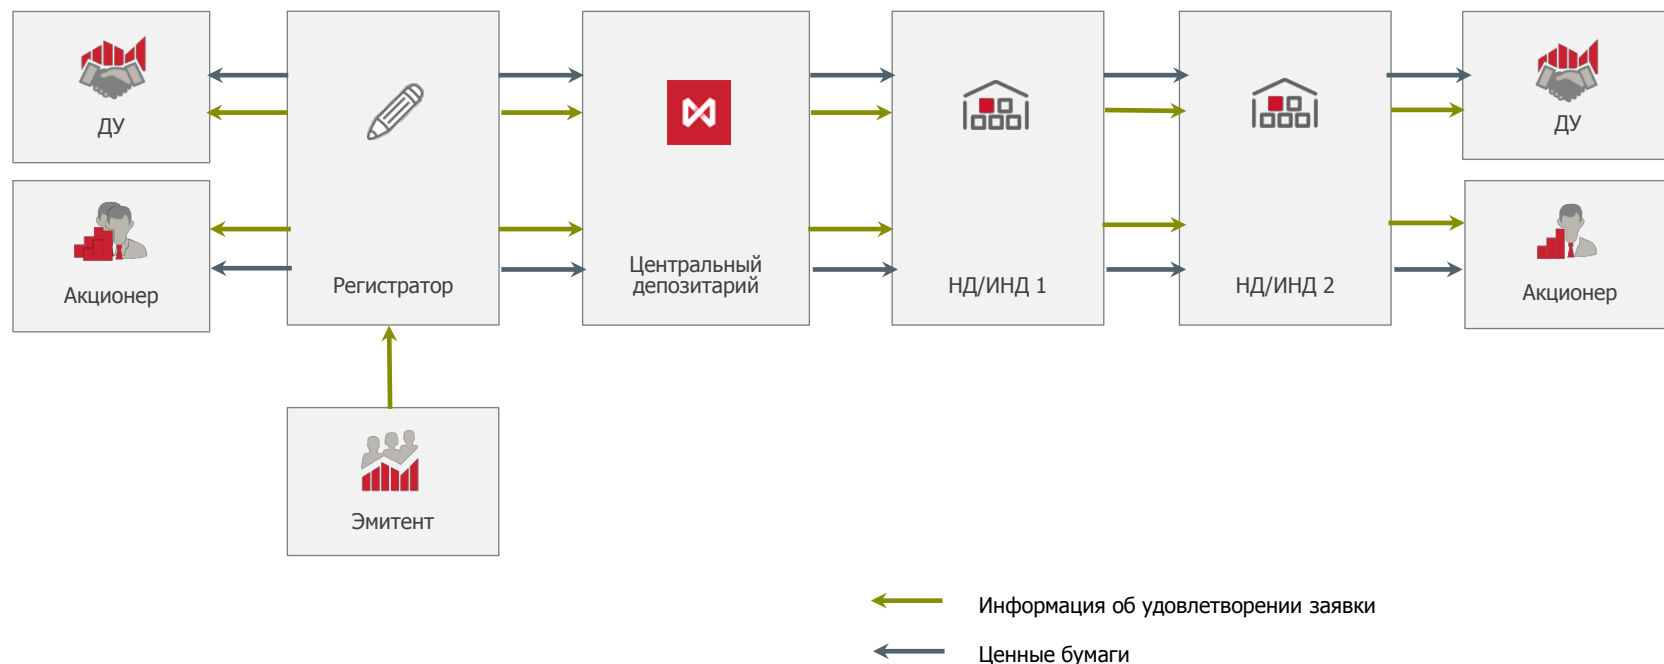 ДУ
ДУ
Акционер
Регистратор
Центральный
депозитарий
НД/ИНД 1
НД/ИНД 2
Акционер
Эмитент
Информация об удовлетворении заявки
Ценные бумаги